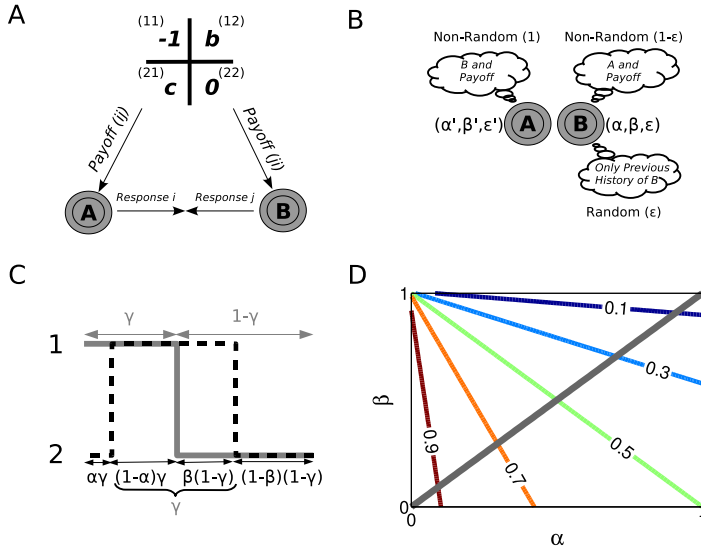 A
(11)
(12)
-1
b
(21)
(22)
c
0
Payoff (ij)
Payoff (ji)
A
Response i
Response j
B
B
Non-Random (1)
Non-Random (1-ε)
B and
Payoff
A and
Payoff
(α',β',ε')
A
B
(α,β,ε)
Only Previous
History of B
Random (ε)
C
γ
1-γ
1
2
αγ
(1-α)γ
β(1-γ)
(1-β)(1-γ)
γ
D
1
β
0
0.1
0.3
0.5
0.7
0.9
0
α